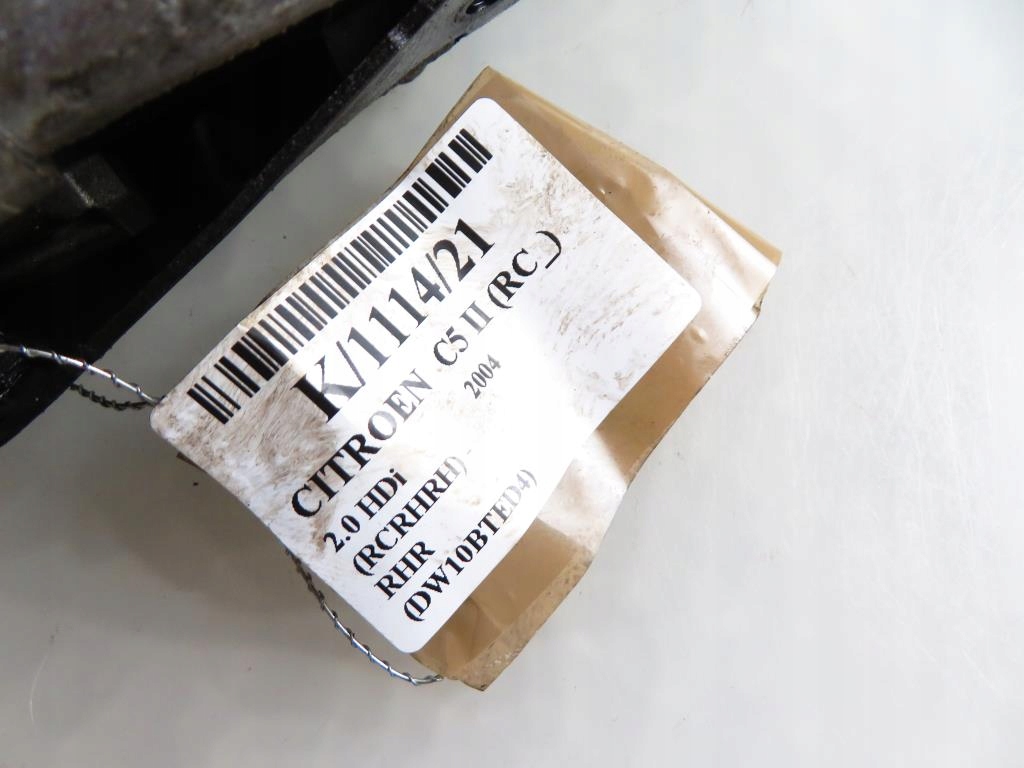 K/1114/21
CITROEN C5 II (RC_)
2.0 HDi 2004
(RCRHRH) -
RHR
(DW10BTED4)